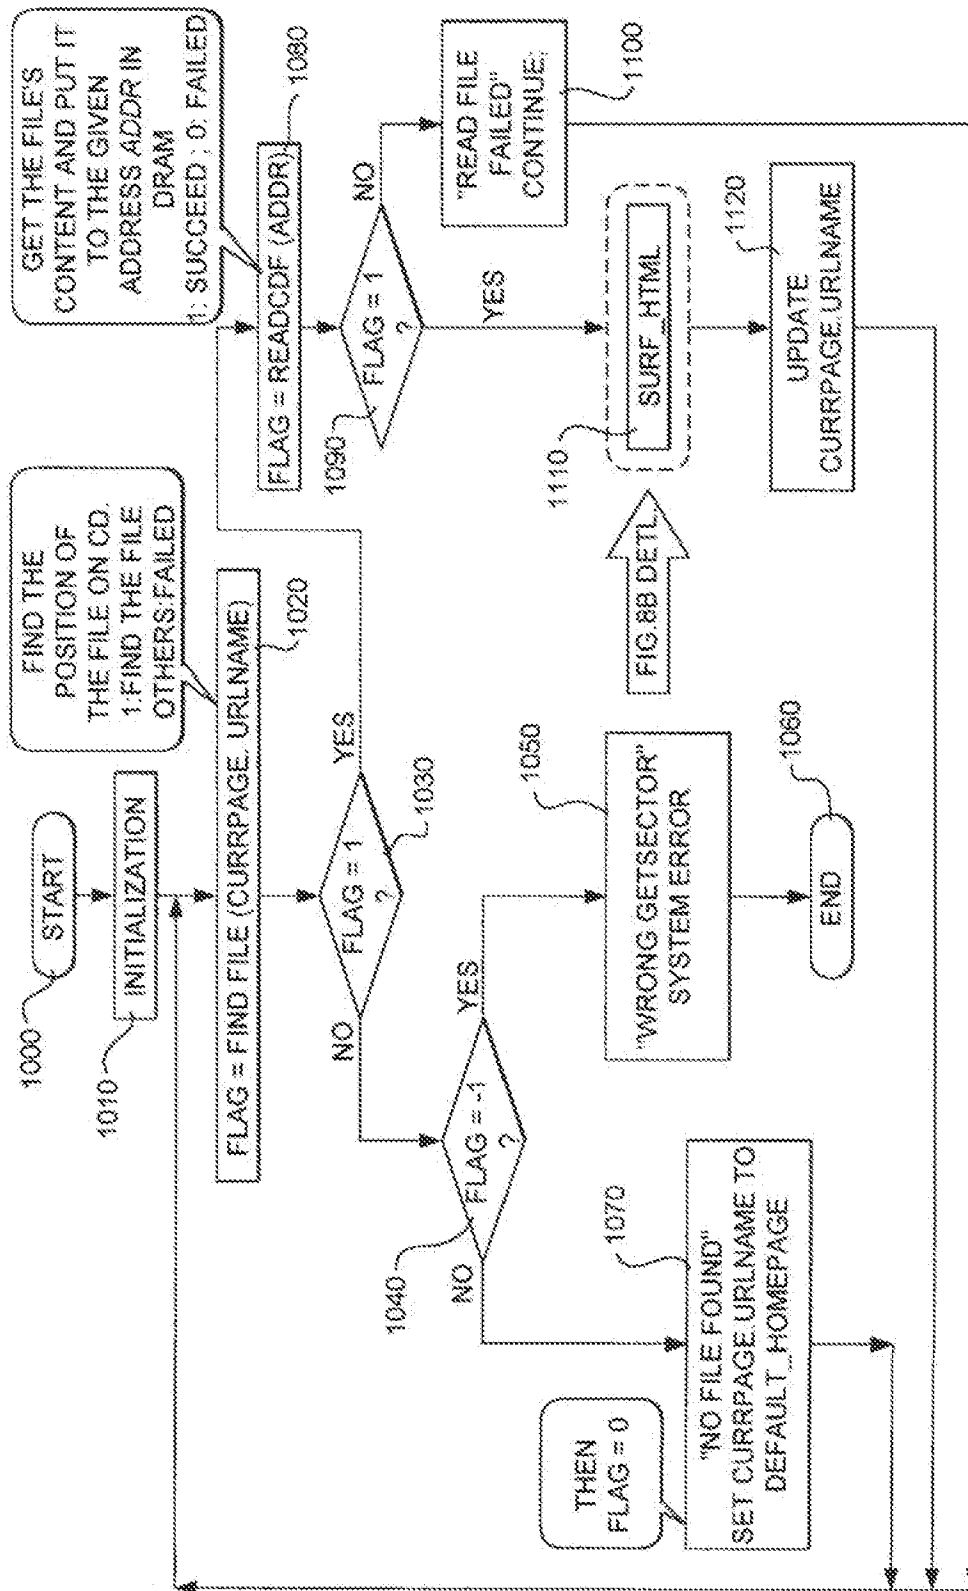 START
1000
INITIALIZATION
1010
FIND THE
POSITION OF
THE FILE ON CD.
1:FIND THE FILE
OTHERS:FAILED
FLAG = FIND FILE (CURRPAGE. URLNAME)
1020
FLAG = 1
?
1030
YES
NO
FLAG = -1
?
1040
YES
NO
"WRONG GETSECTOR"
SYSTEM ERROR
1050
END
1060
THEN
FLAG = 0
"NO FILE FOUND"
SET CURRPAGE.URLNAME TO
DEFAULT_HOMEPAGE
1070
GET THE FILE'S
CONTENT AND PUT IT
TO THE GIVEN
ADDRESS ADDR IN
DRAM
1: SUCCEED ; 0: FAILED
FLAG = READCDF (ADDR)
1080
FLAG = 1
?
1090
NO
YES
"READ FILE
FAILED"
CONTINUE;
1100
FIG.8B DETL
SURF_HTML
1110
UPDATE
CURRPAGE.URLNAME
1120